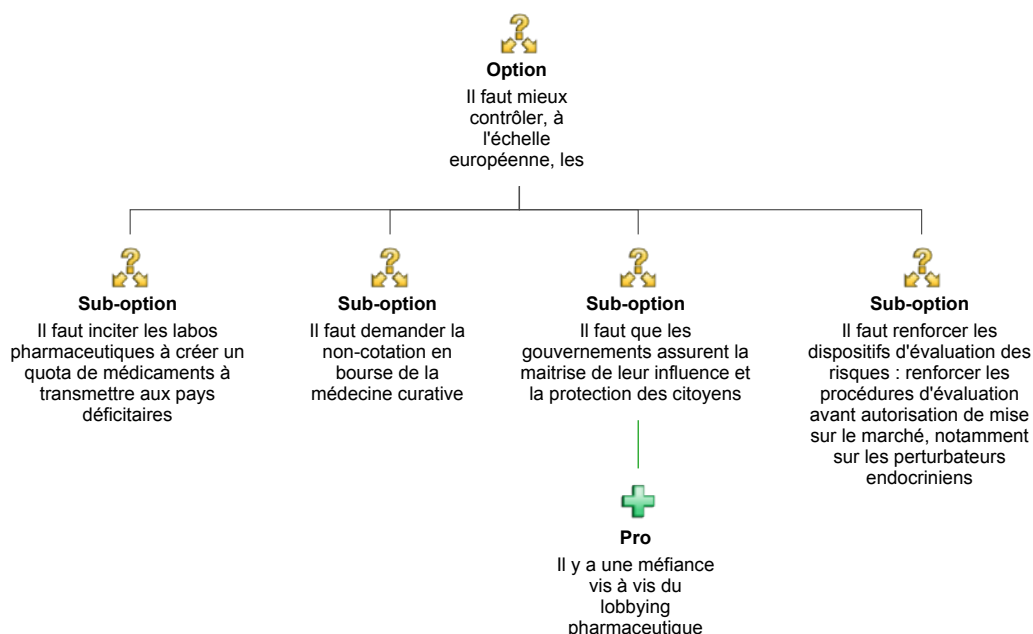 Option
Il faut mieux
contrôler, à
l'échelle
européenne, les
Sub-option
Il faut inciter les labos
pharmaceutiques à créer un
quota de médicaments à
transmettre aux pays
déficitaires
Sub-option
Il faut demander la
non-cotation en
bourse de la
médecine curative
Sub-option
Il faut que les
gouvernements assurent la
maitrise de leur influence et
la protection des citoyens
Sub-option
Il faut renforcer les
dispositifs d'évaluation des
risques : renforcer les
procédures d'évaluation
avant autorisation de mise
sur le marché, notamment
sur les perturbateurs
endocriniens
Pro
Il y a une méfiance
vis à vis du
lobbying
pharmaceutique